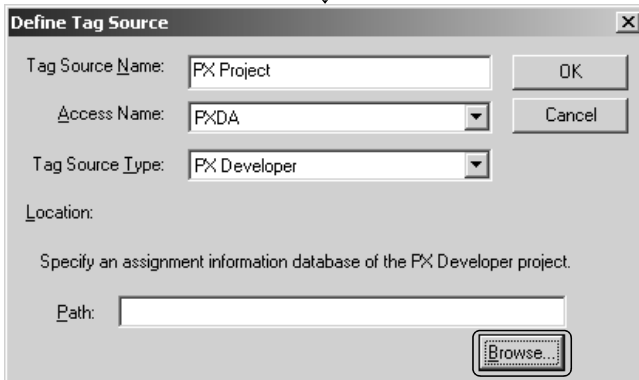 Define Tag Source
Tag Source Name: PX Project OK
Access Name: PXDA Cancel
Tag Source Type: PX Developer
Location:
Specify an assignment information database of the PX Developer project.
Path:
Browse...